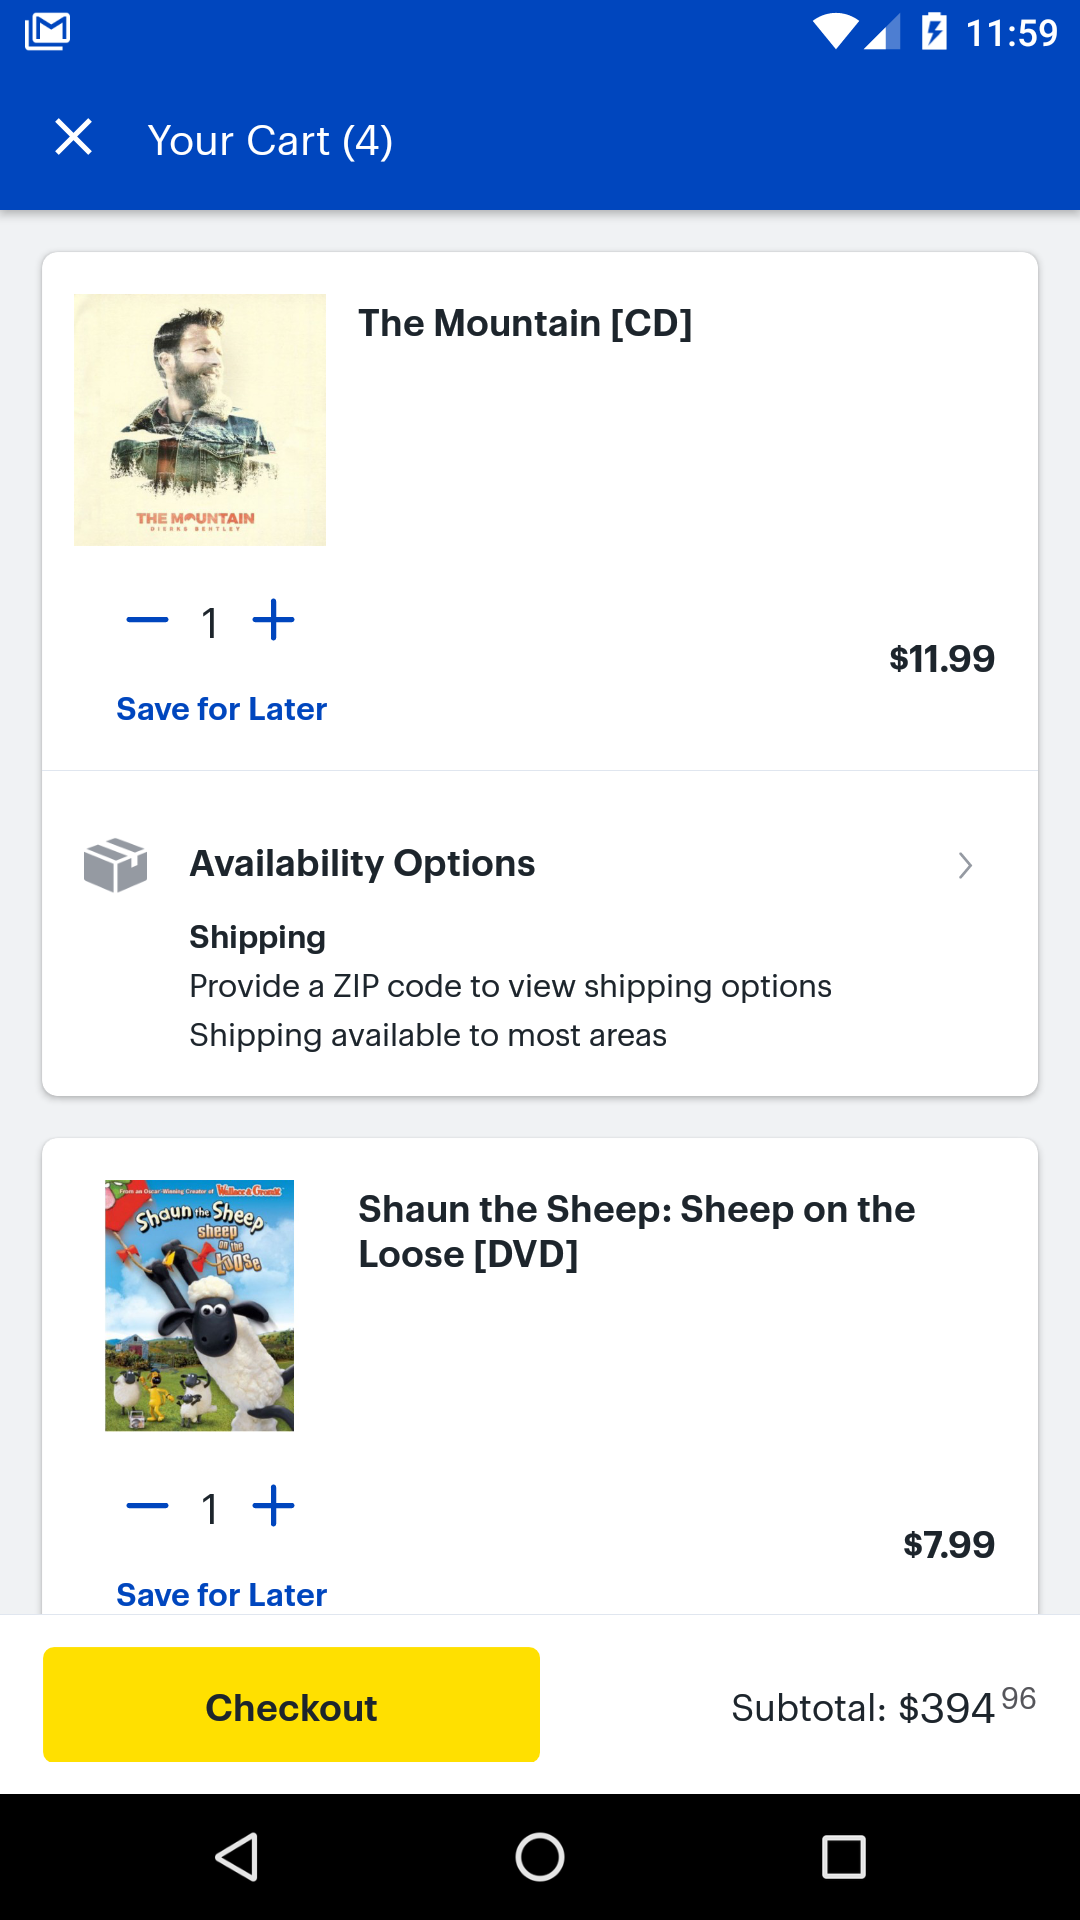 11:59
Your Cart (4)
The Mountain [CD]
THE MOUNTAIN
DIERKS BENTLEY
1
$11.99
Save for Later
Availability Options
Shipping
Provide a ZIP code to view shipping options
Shipping available to most areas
From an Oscar-Winning Creator of Wallace & Gromit
Shaun the Sheep
sheep
on the
Loose
Shaun the Sheep: Sheep on the
Loose [DVD]
1
$7.99
Save for Later
Checkout
Subtotal: $394 96